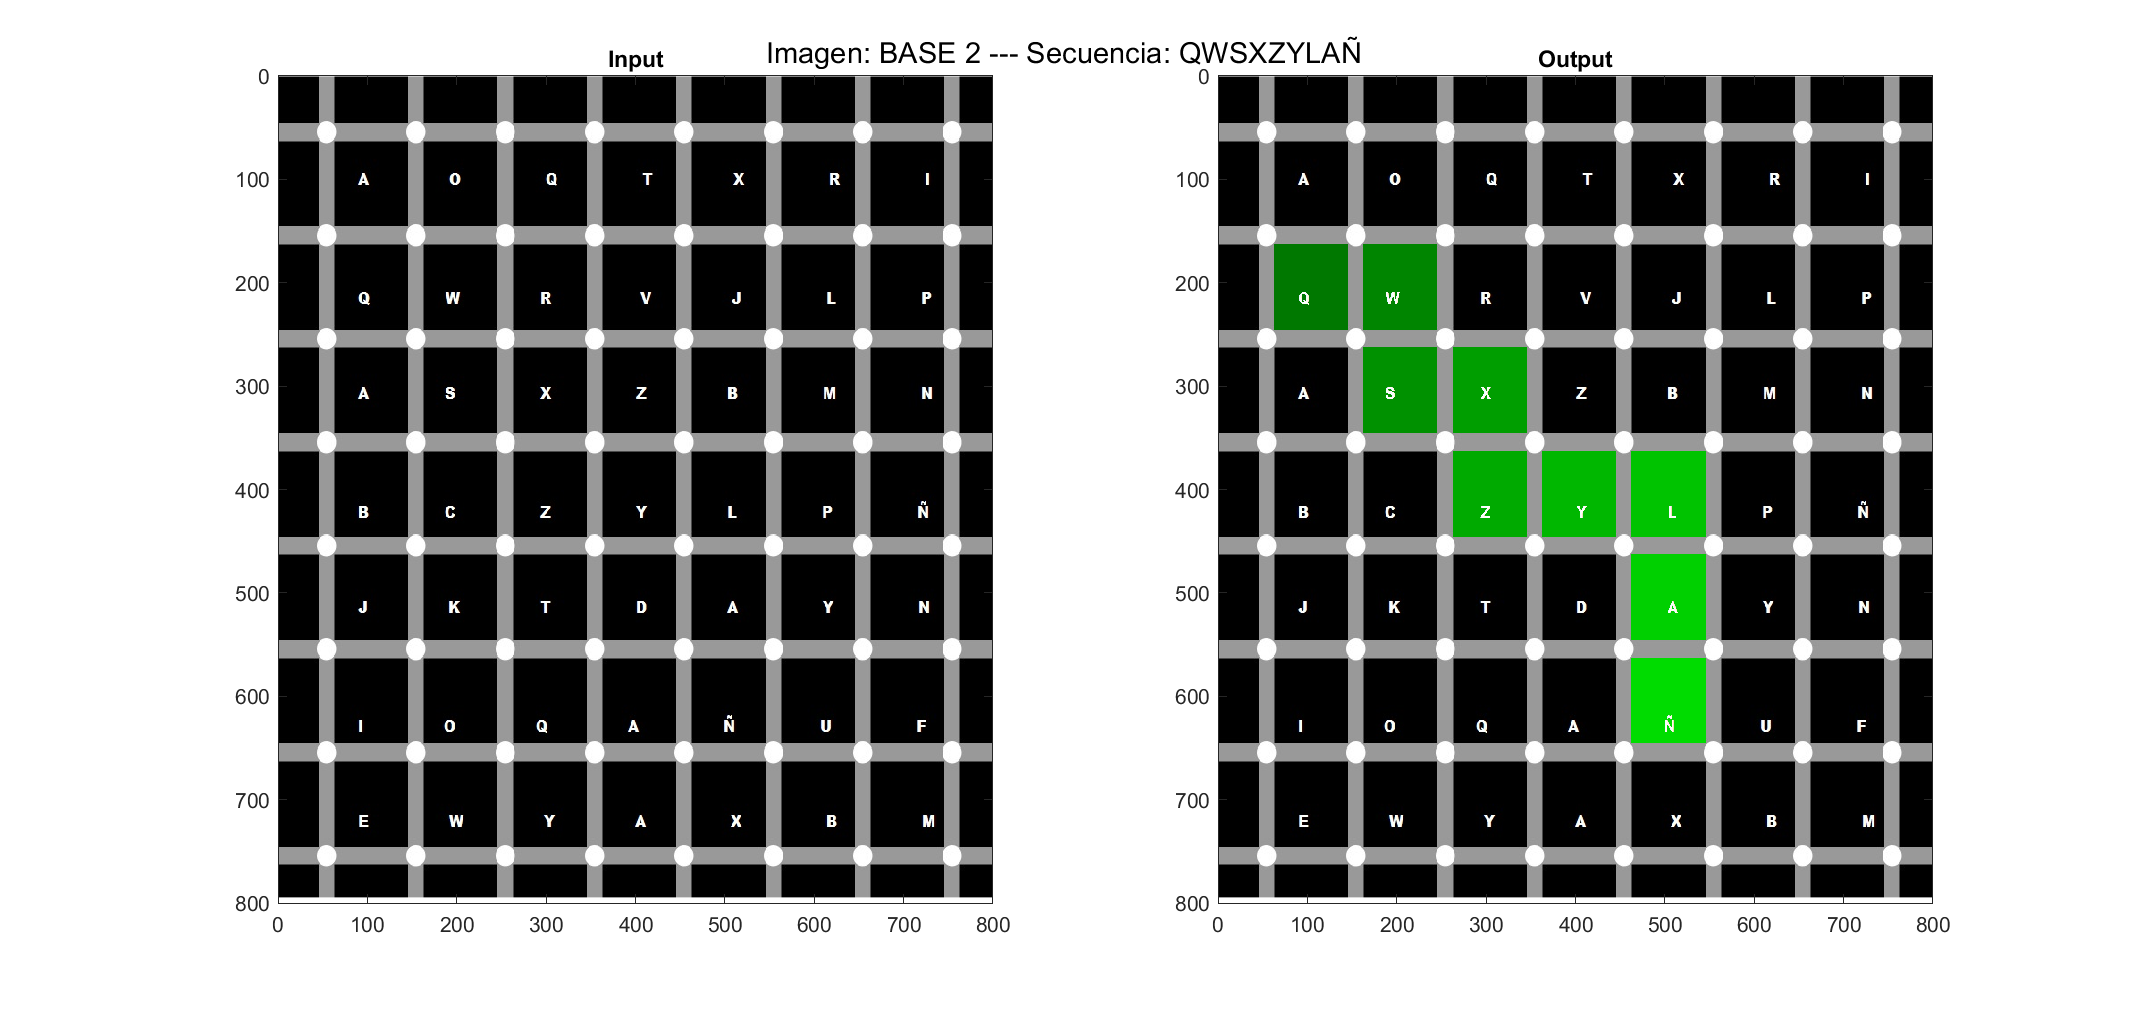 Imagen: BASE 2 --- Secuencia: QWSXZYLAÑ
Input
0
100
200
300
400
500
600
700
800
A O Q T X R I
Q W R V J L P
A S X Z B M N
B C Z Y L P Ñ
J K T D A Y N
I O Q A Ñ U F
E W Y A X B M
0 100 200 300 400 500 600 700 800
Output
0
100
200
300
400
500
600
700
800
A O Q T X R I
Q W R V J L P
A S X Z B M N
B C Z Y L P Ñ
J K T D A Y N
I O Q A Ñ U F
E W Y A X B M
0 100 200 300 400 500 600 700 800